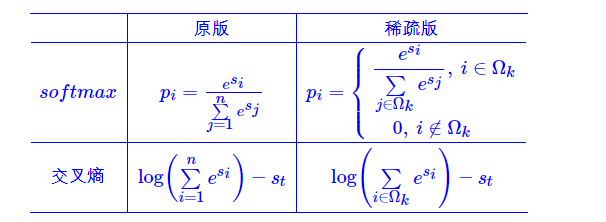 原版 稀疏版
softmax p_i = \frac{e^{s_i}}{\sum\limits_{j=1}^{n} e^{s_j}} p_i = \begin{cases} \frac{e^{s_i}}{\sum\limits_{j\in\Omega_k} e^{s_j}}, i\in\Omega_k \\ 0, i\notin\Omega_k \end{cases}
交叉熵 \log\left(\sum\limits_{i=1}^{n} e^{s_i}\right) - s_t \log\left(\sum\limits_{i\in\Omega_k} e^{s_i}\right) - s_t